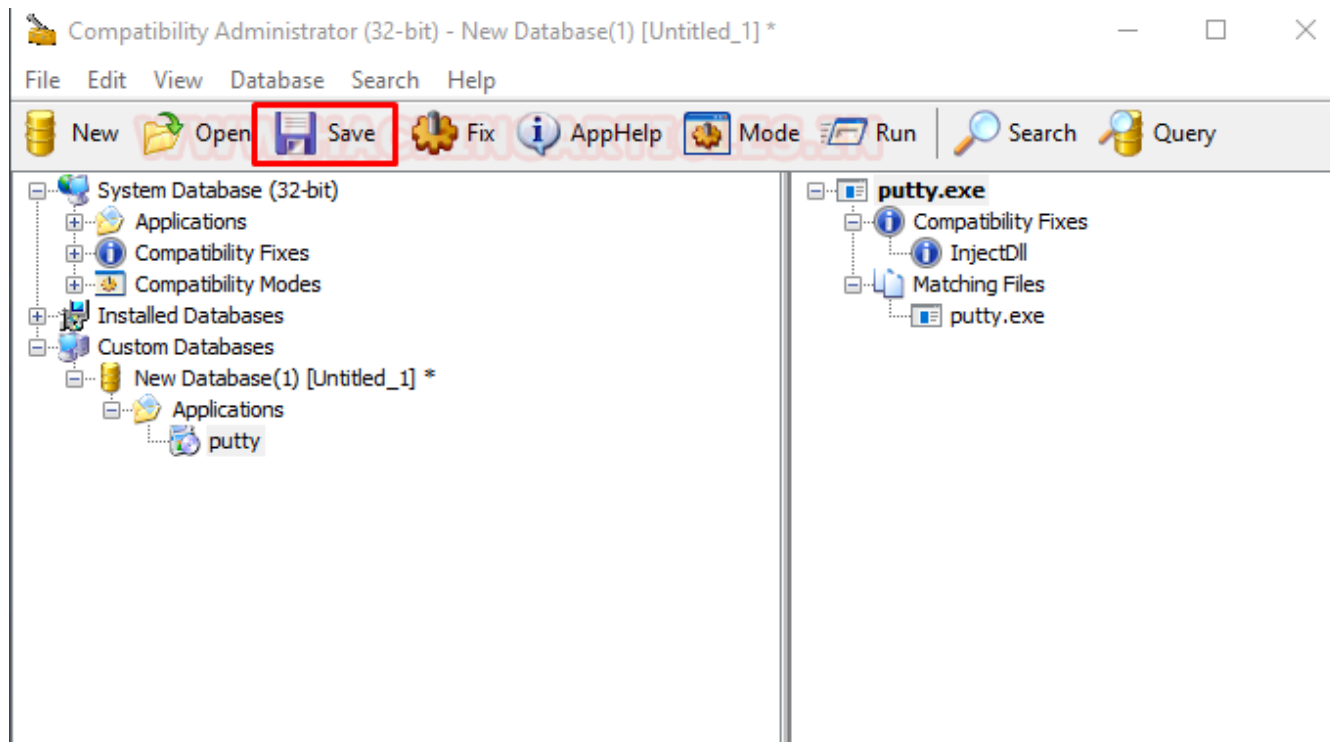 Compatibility Administrator (32-bit) - New Database(1) [Untitled_1] *
File Edit View Database Search Help
New Open Save Fix AppHelp Mode Run Search Query
System Database (32-bit)
Applications
Compatibility Fixes
Compatibility Modes
Installed Databases
Custom Databases
New Database(1) [Untitled_1] *
Applications
putty
putty.exe
Compatibility Fixes
InjectDll
Matching Files
putty.exe